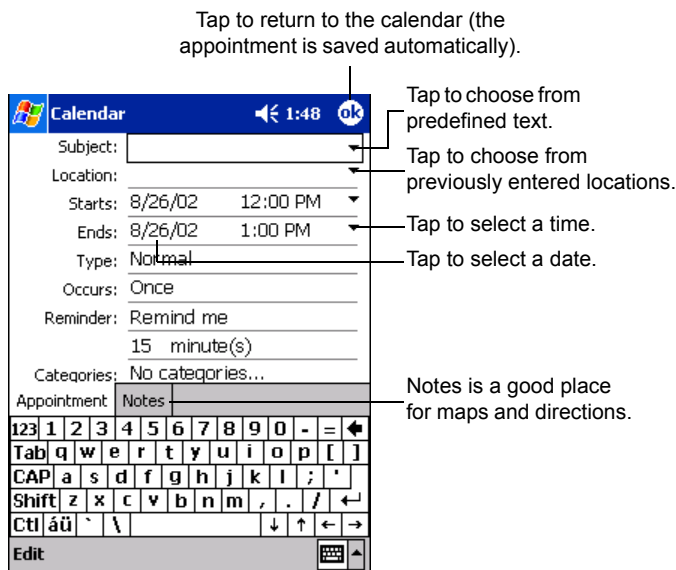 Tap to return to the calendar (the
appointment is saved automatically).
Calendar 1:48 ok
Tap to choose from
predefined text.
Subject:
Tap to choose from
previously entered locations.
Location:
Starts: 8/26/02 12:00 PM
Ends: 8/26/02 1:00 PM
Tap to select a time.
Type: Normal
Tap to select a date.
Occurs: Once
Reminder: Remind me
15 minute(s)
Categories: No categories...
Appointment Notes
Notes is a good place
for maps and directions.
123 1 2 3 4 5 6 7 8 9 0 - = 🡸
Tab q w e r t y u i o p [ ]
CAP a s d f g h j k l ; '
Shift z x c v b n m , . / ↵
Ctl áü ` \ ↓ ↑ ← →
Edit